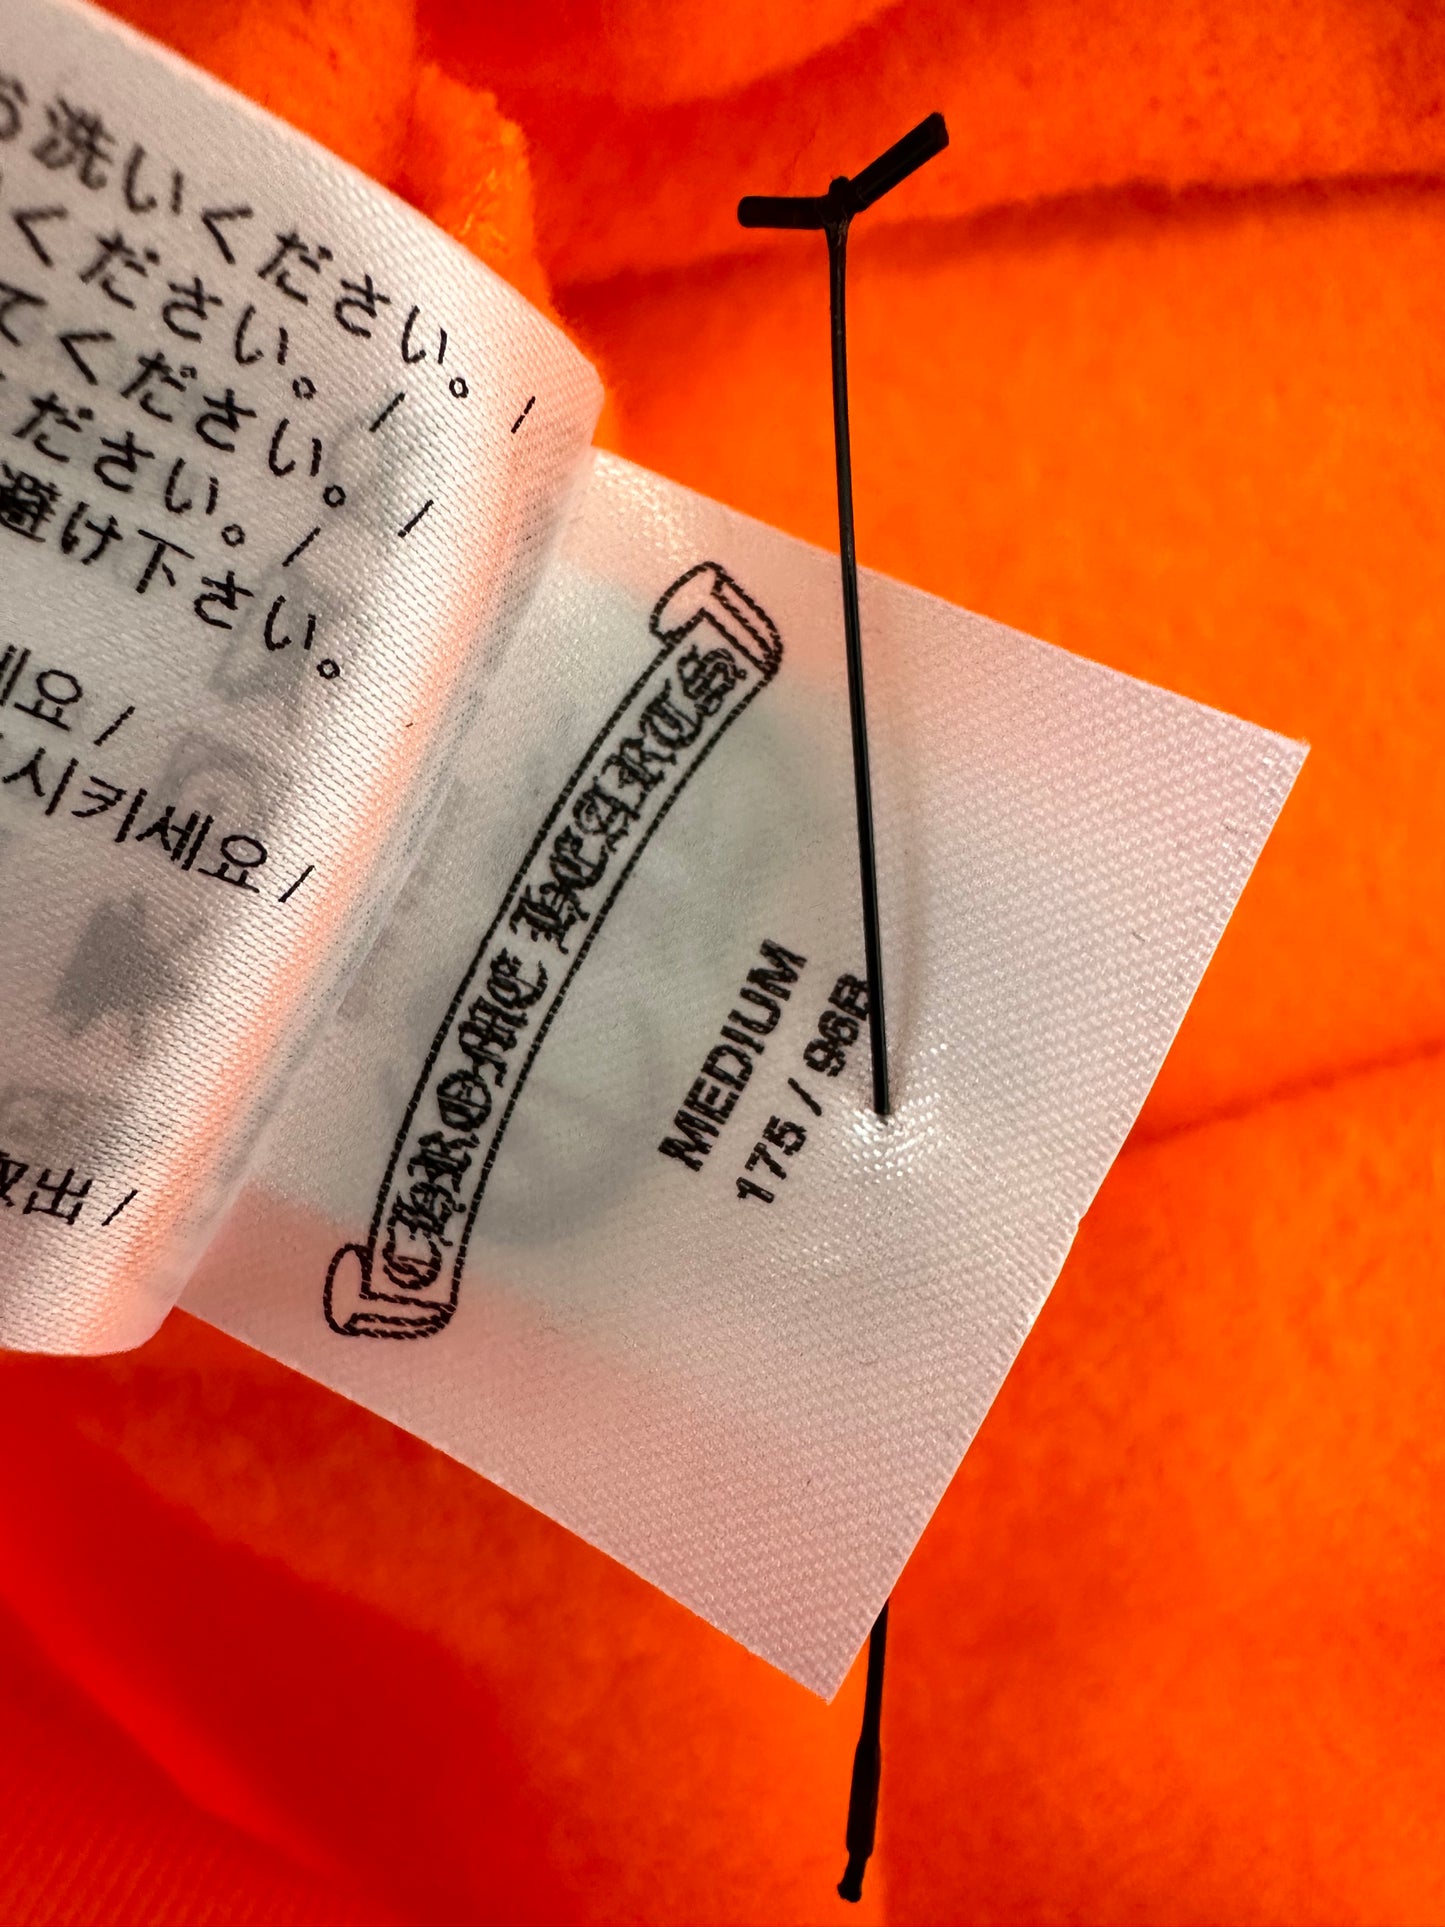 お洗いください。/
ください。/
てください。/
ください。/
避け下さい。
세요 /
시키세요 /
取出 /
CHROME HEARTS
MEDIUM
175 / 96B